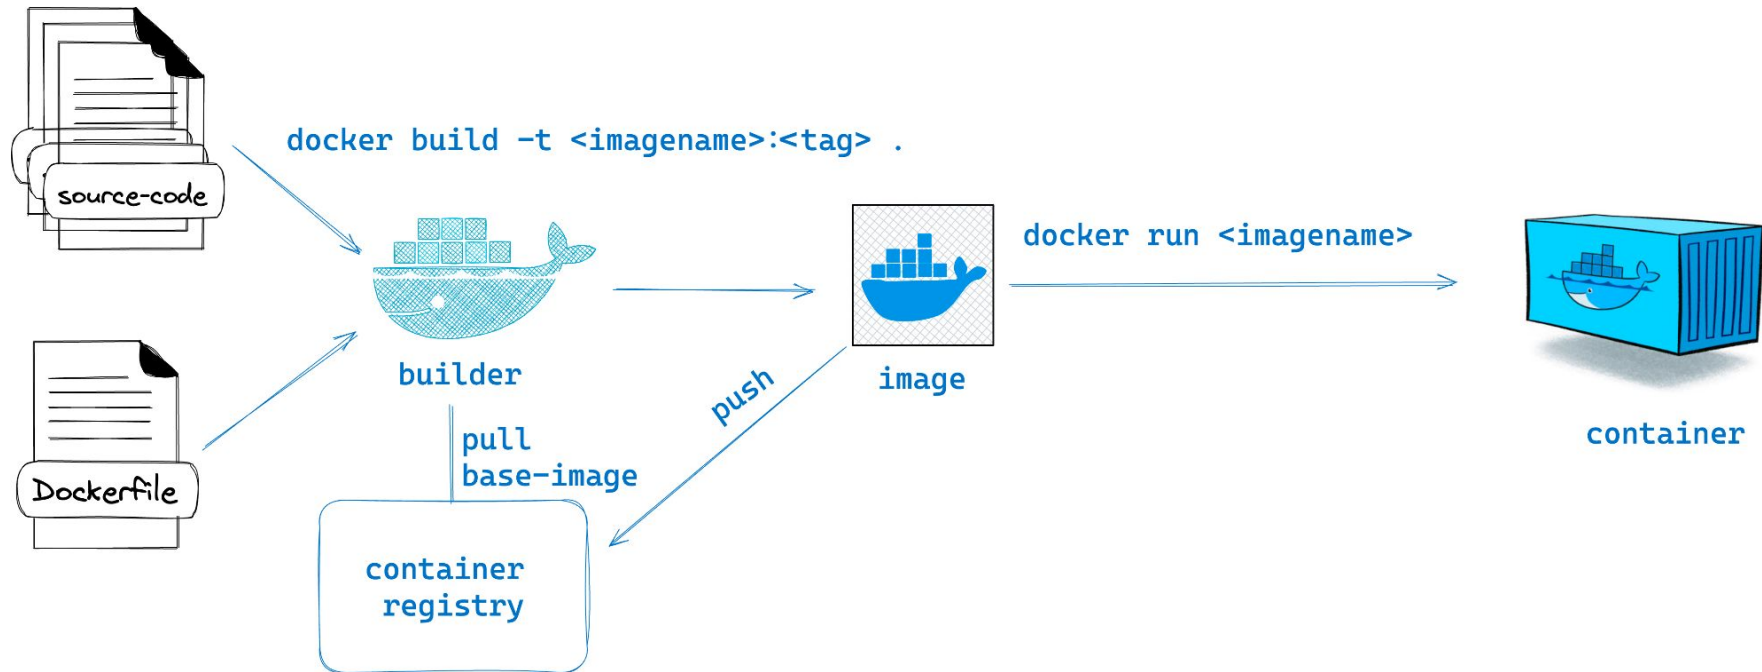 source-code
docker build -t <imagename>:<tag> .
docker run <imagename>
builder
image
push
container
pull
base-image
Dockerfile
container
registry